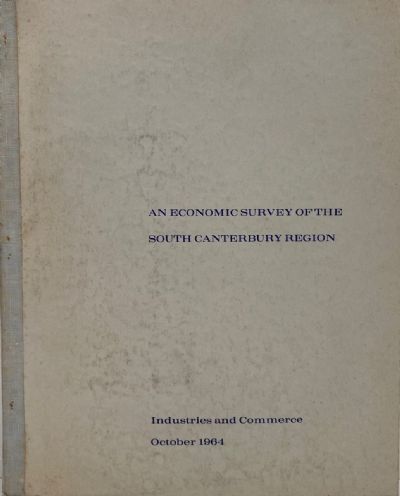 AN ECONOMIC SURVEY OF THE
SOUTH CANTERBURY REGION
Industries and Commerce
October 1964